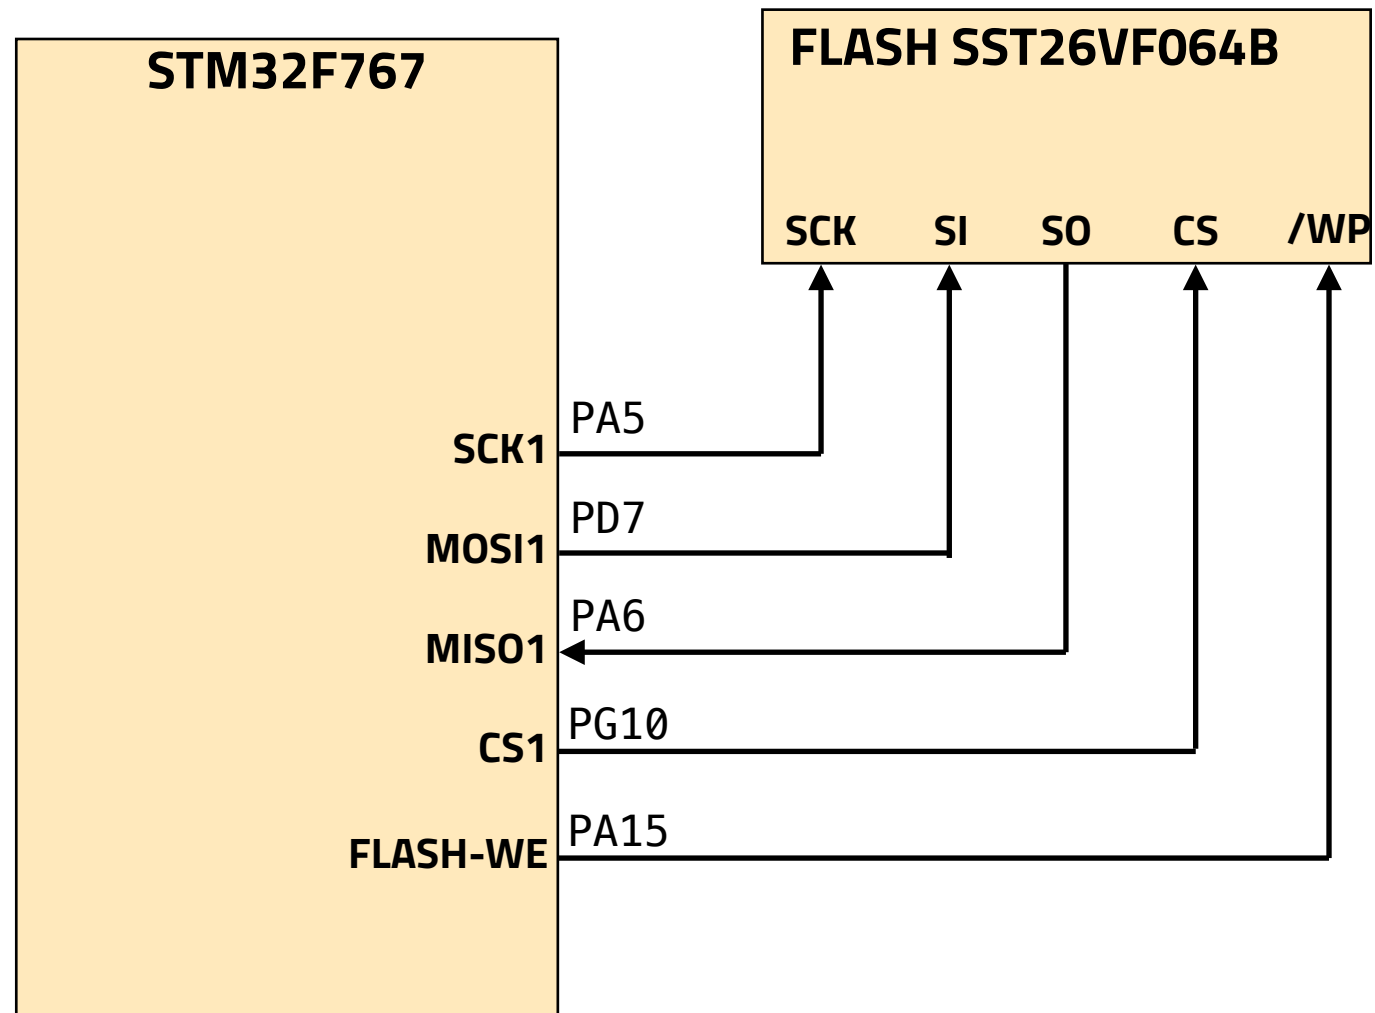 STM32F767
FLASH SST26VF064B
SCK SI SO CS /WP
PA5
SCK1
PD7
MOSI1
PA6
MISO1
PG10
CS1
PA15
FLASH-WE